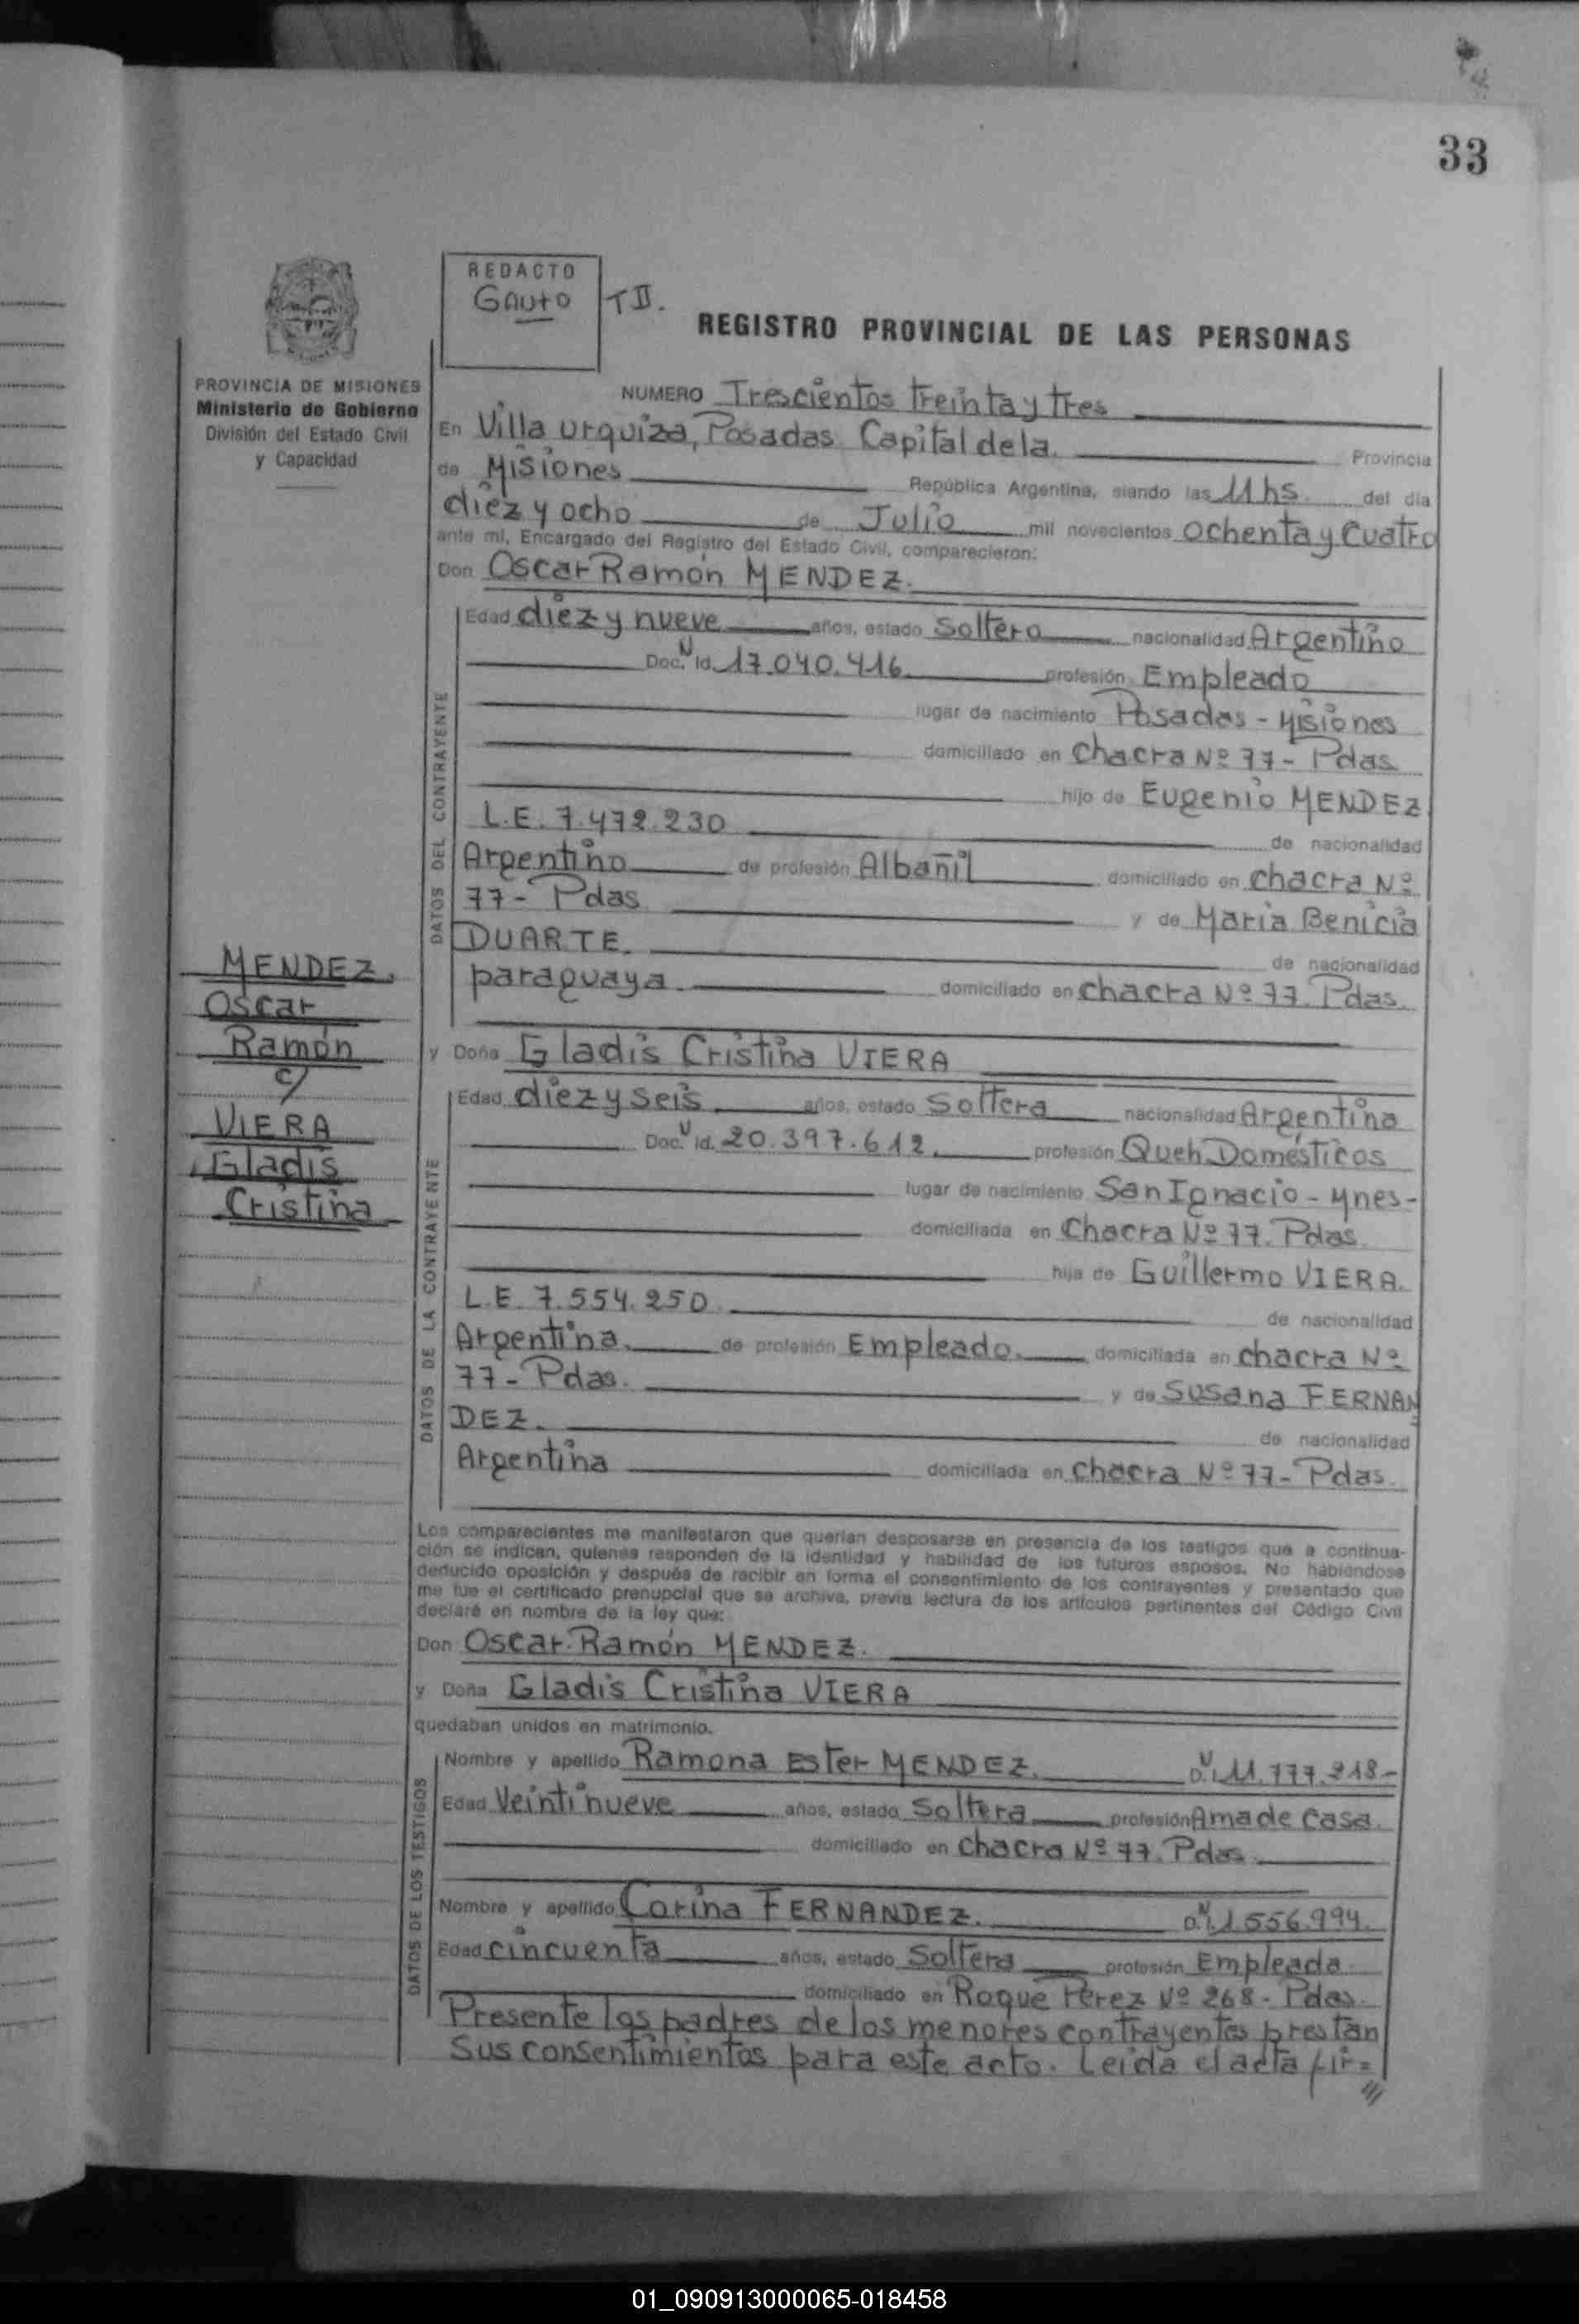 33
REDACTO
Gauto
T II.
REGISTRO PROVINCIAL DE LAS PERSONAS
PROVINCIA DE MISIONES
Ministerio de Gobierno
División del Estado Civil
y Capacidad
NUMERO Trescientos treinta y tres
En Villa Urquiza, Posadas Capital de la. Provincia
de Misiones República Argentina, siendo las 11 hs. del día
diez y ocho de Julio mil novecientos ochenta y cuatro
ante mí, Encargado del Registro del Estado Civil, comparecieron:
Don Oscar Ramón MENDEZ.
DATOS DEL CONTRAYENTE
Edad diez y nueve años, estado Soltero nacionalidad Argentino
Doc. N Id. 17.040.416 profesión Empleado
lugar de nacimiento Posadas - Misiones
domiciliado en Chacra Nº 77 - Pdas
hijo de Eugenio MENDEZ
L.E. 7.472.230 de nacionalidad
Argentino de profesión Albañil domiciliado en chacra Nº
77 - Pdas y de Maria Benicia
DUARTE. de nacionalidad
paraguaya domiciliado en chacra Nº 77. Pdas.
MENDEZ.
Oscar
Ramón
c/
VIERA
Gladis
Cristina
y Doña Gladis Cristina VIERA
DATOS DE LA CONTRAYENTE
Edad diez y seis años, estado Soltera nacionalidad Argentina
Doc. N Id. 20.397.612. profesión Queh. Domésticos
lugar de nacimiento San Ignacio - Mnes -
domiciliada en Chacra Nº 77. Pdas.
hija de Guillermo VIERA.
L.E. 7.554.250 de nacionalidad
Argentina. de profesión Empleado. domiciliada en chacra Nº
77 - Pdas. y de Susana FERNAN
DEZ. de nacionalidad
Argentina domiciliada en Chacra Nº 77 - Pdas.
Los comparecientes me manifestaron que querían desposarse en presencia de los testigos que a continua-
ción se indican, quienes responden de la identidad y habilidad de los futuros esposos. No habiéndose
deducido oposición y después de recibir en forma el consentimiento de los contrayentes y presentado que
me fue el certificado prenupcial que se archiva, previa lectura de los artículos pertinentes del Código Civil
declaré en nombre de la ley que:
Don Oscar Ramón MENDEZ.
y Doña Gladis Cristina VIERA
quedaban unidos en matrimonio.
DATOS DE LOS TESTIGOS
Nombre y apellido Ramona Ester MENDEZ. D.N.I. 11.777.218 -
Edad Veintinueve años, estado Soltera profesión Ama de casa.
domiciliado en Chacra Nº 77. Pdas.
Nombre y apellido Corina FERNANDEZ. D.N.I. 1.556.994.
Edad cincuenta años, estado Soltera profesión Empleada
domiciliado en Roque Pérez Nº 268 - Pdas.
Presente los padres de los menores contrayentes prestan
Sus consentimientos para este acto. Leida el acta fir=
///
01_090913000065-018458